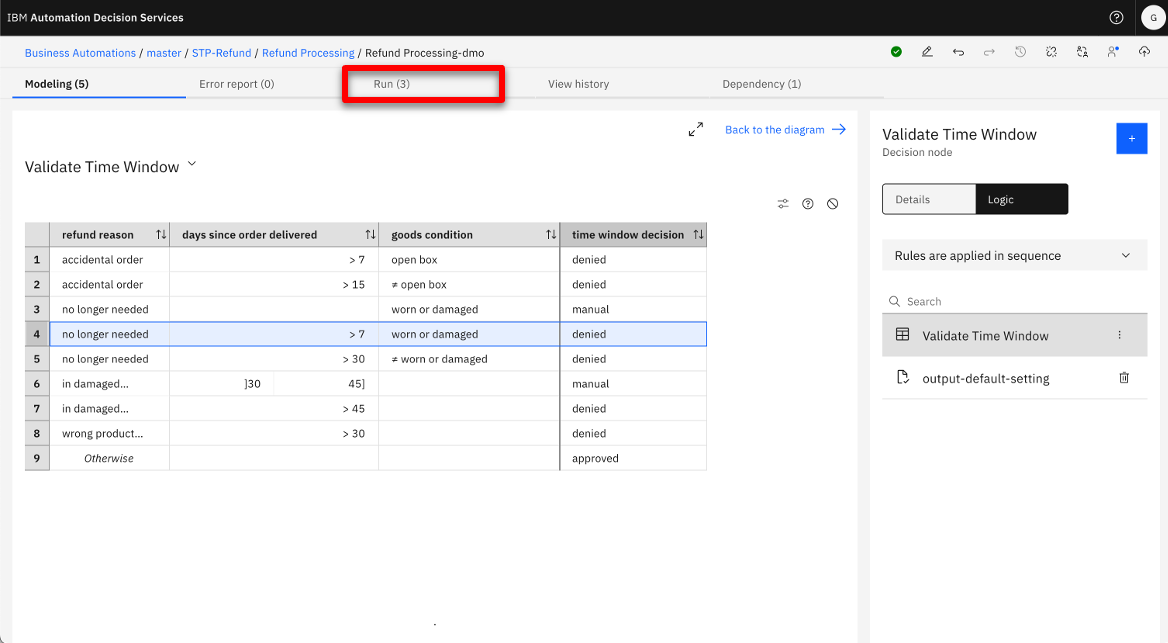 IBM Automation Decision Services
G
Business Automations / master / STP-Refund / Refund Processing / Refund Processing-dmo
Modeling (5) Error report (0) Run (3) View history Dependency (1)
Back to the diagram
Validate Time Window
refund reason days since order delivered goods condition time window decision
1 accidental order > 7 open box denied
2 accidental order > 15 ≠ open box denied
3 no longer needed worn or damaged manual
4 no longer needed > 7 worn or damaged denied
5 no longer needed > 30 ≠ worn or damaged denied
6 in damaged... ]30 45] manual
7 in damaged... > 45 denied
8 wrong product... > 30 denied
9 Otherwise approved
Validate Time Window
Decision node
+
Details Logic
Rules are applied in sequence
Search
Validate Time Window
output-default-setting